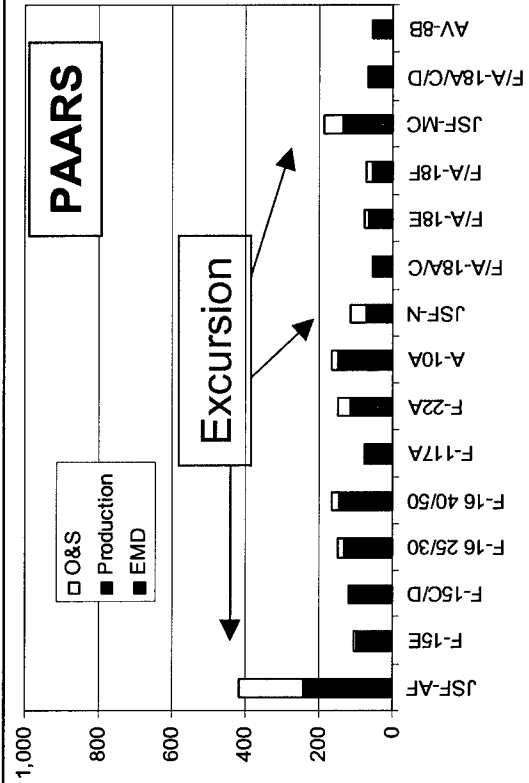 PAARS
Excursion
O&S
Production
EMD
1,000
800
600
400
200
0
JSF-AF
F-15E
F-15C/D
F-16 25/30
F-16 40/50
F-117A
F-22A
A-10A
JSF-N
F/A-18A/C
F/A-18E
F/A-18F
JSF-MC
F/A-18A/C/D
AV-8B